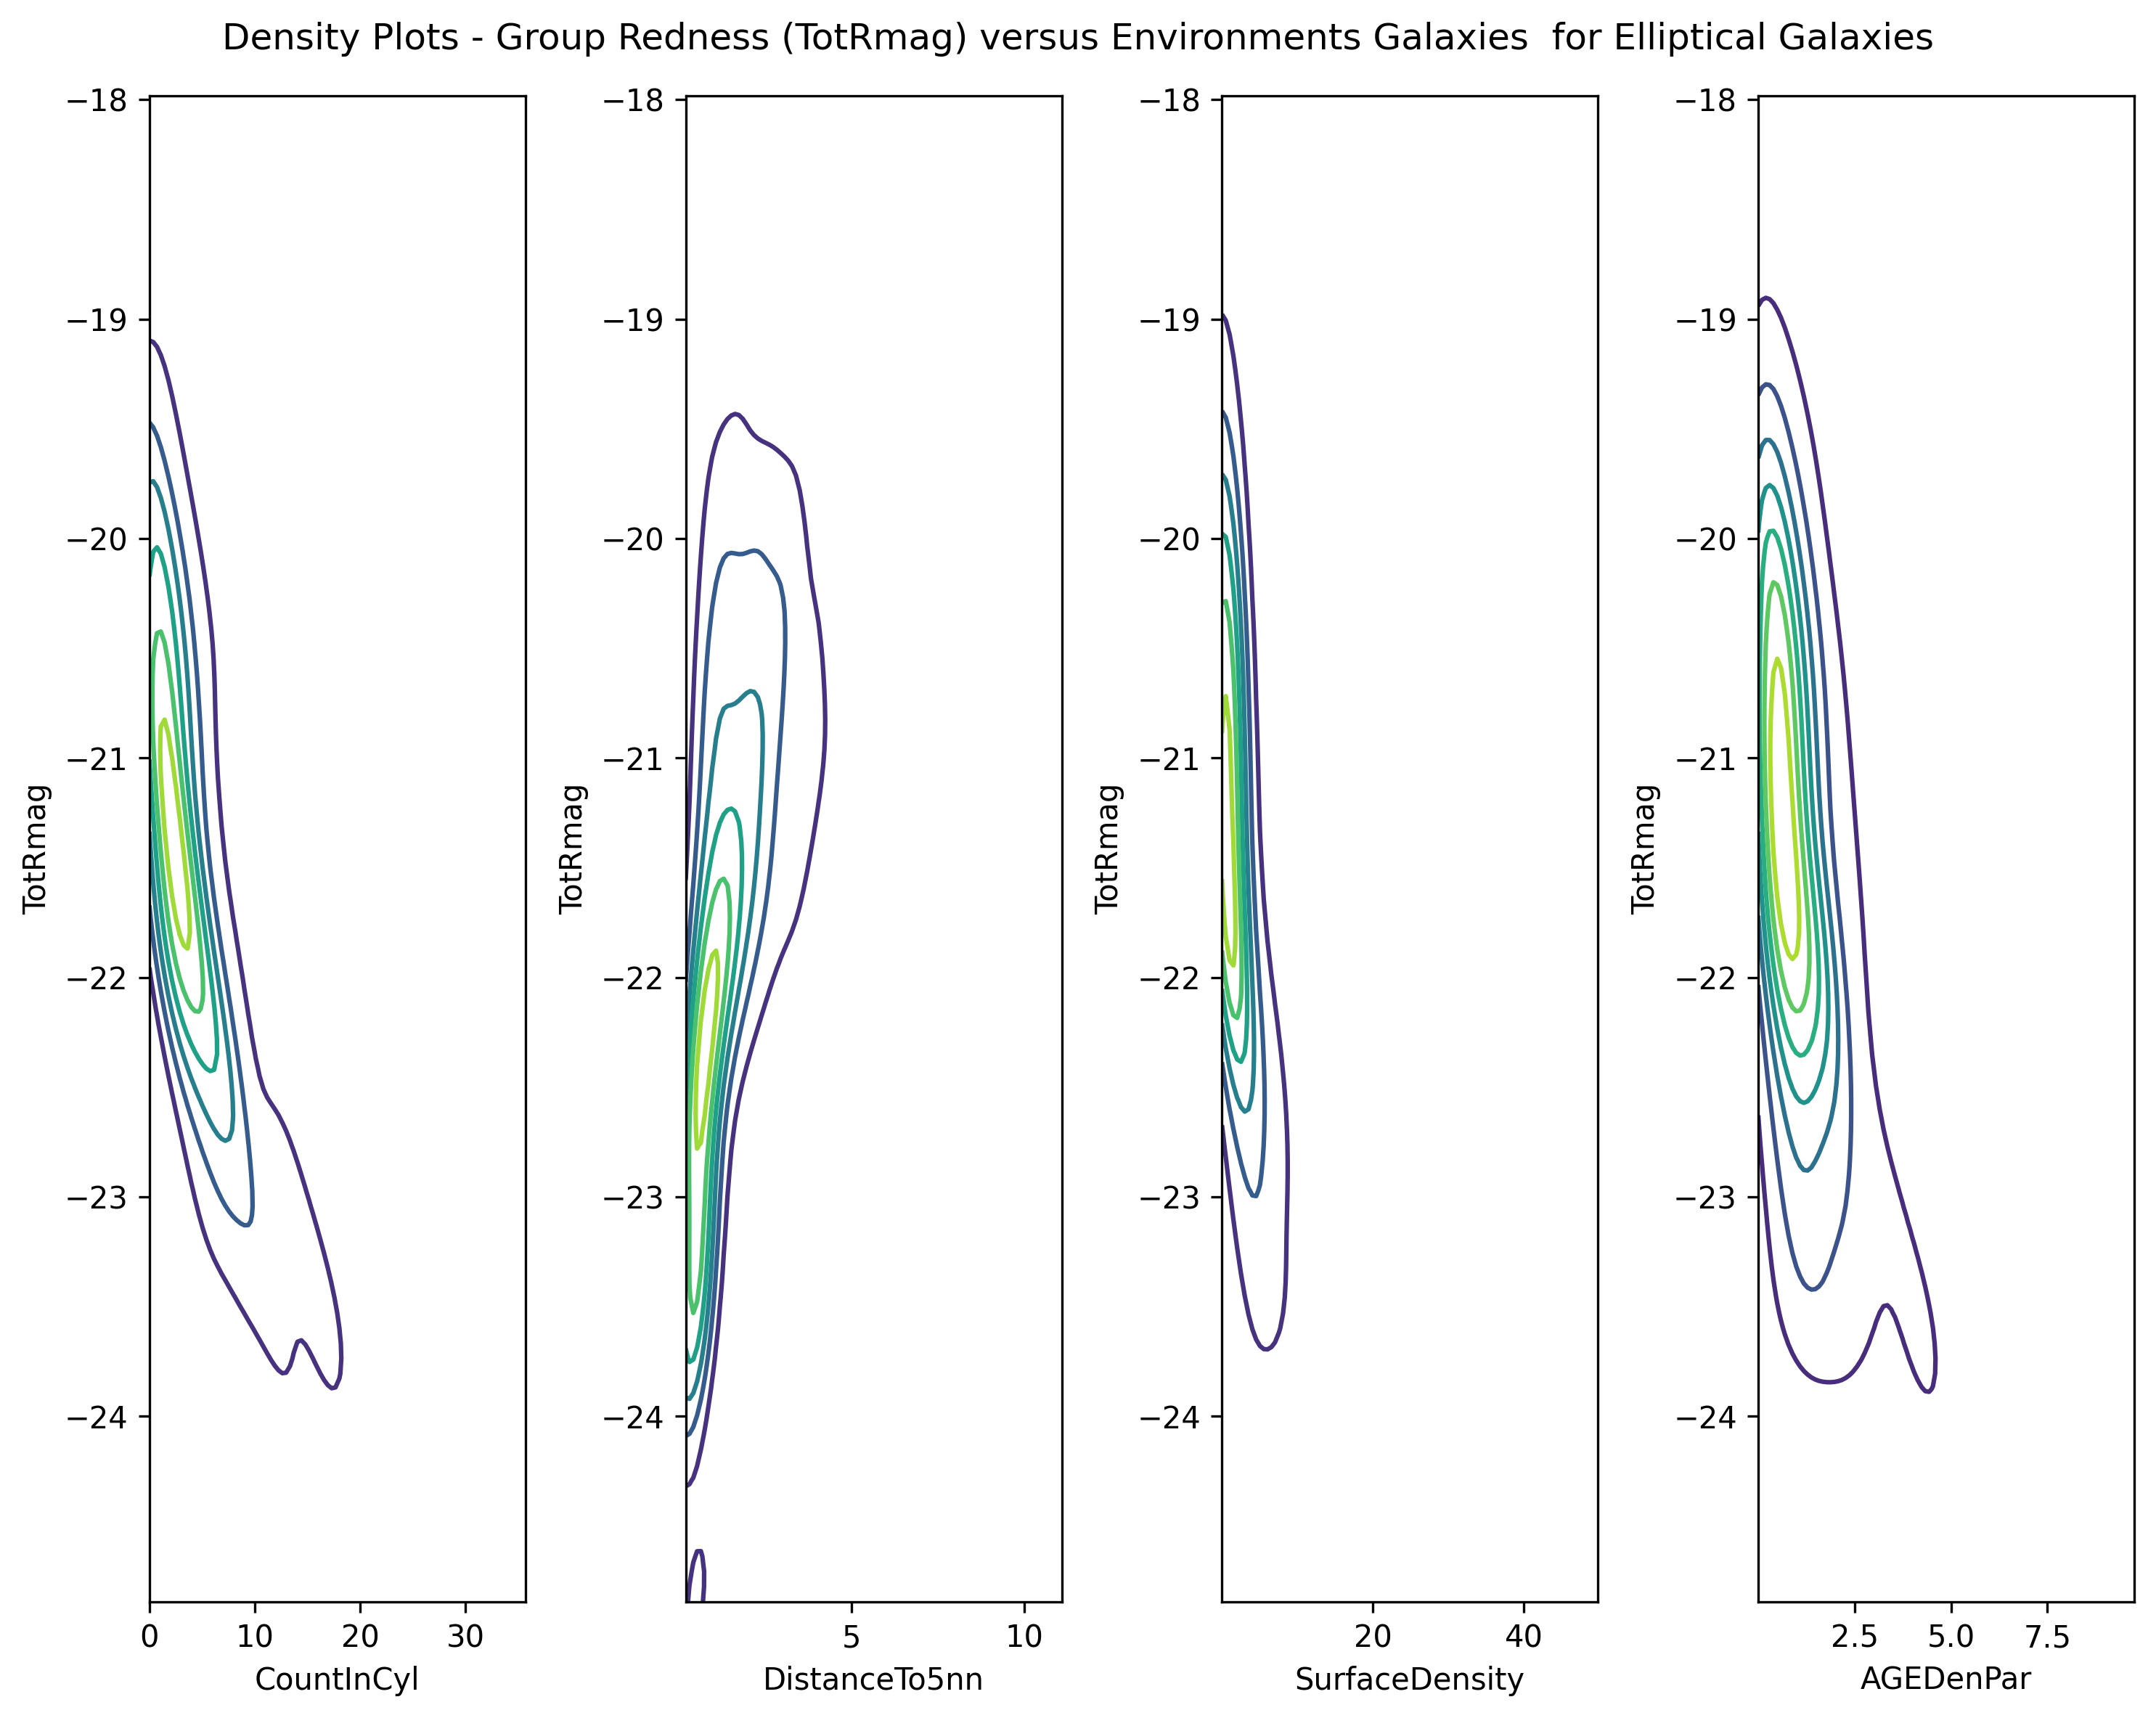 Density Plots - Group Redness (TotRmag) versus Environments Galaxies  for Elliptical Galaxies
TotRmag
−18
−19
−20
−21
−22
−23
−24
0 10 20 30
CountInCyl
TotRmag
−18
−19
−20
−21
−22
−23
−24
5 10
DistanceTo5nn
TotRmag
−18
−19
−20
−21
−22
−23
−24
20 40
SurfaceDensity
TotRmag
−18
−19
−20
−21
−22
−23
−24
2.5 5.0 7.5
AGEDenPar